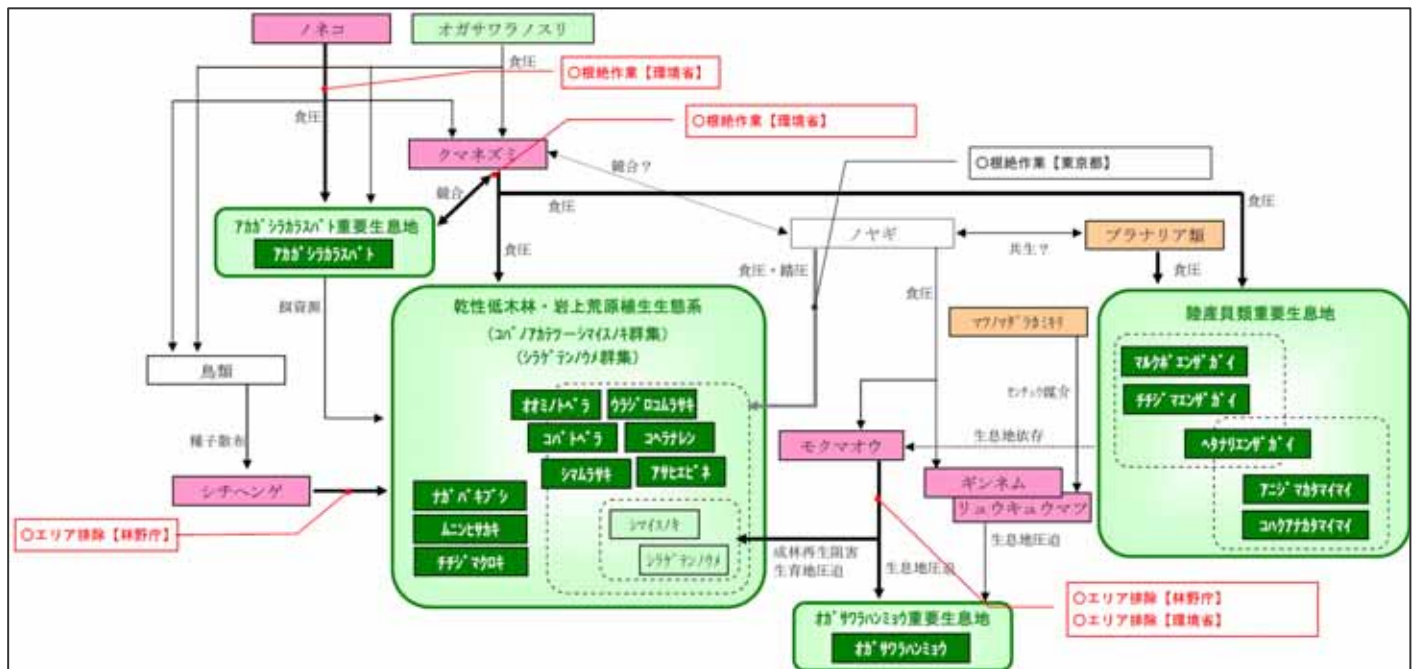 ノネコ
オガサワラノスリ
食圧
○根絶作業【環境省】
食圧
○根絶作業【環境省】
クマネズミ
競合?
○根絶作業【東京都】
競合
食圧
食圧
アカガシラカラスバト重要生息地
アカガシラカラスバト
ノヤギ
共生?
プラナリア類
食圧
食圧・踏圧
食圧
食圧
飼資源
乾性低木林・岩上荒原植生生態系
(コバノアカテツーシマイスノキ群集)
(シラゲテンノウメ群集)
マツノマダラカミキリ
陸産貝類重要生息地
鳥類
マルクボエンザガイ
チチジマエンザガイ
センチュウ媒介
オオミノトベラ
ウラジロコムラサキ
コバトベラ
コヘラナレン
種子散布
モクマオウ
生息地依存
ヘタナリエンザガイ
シマムラサキ
アサヒエビネ
シチヘンゲ
ナガバキブシ
ギンネム
リュウキュウマツ
アニジマカタマイマイ
コハクアナカタマイマイ
○エリア排除【林野庁】
ムニンヒサカキ
シマイスノキ
チチジマクロキ
シラゲテンノウメ
成林再生阻害
生育地圧迫
生息地圧迫
生息地圧迫
○エリア排除【林野庁】
○エリア排除【環境省】
オガサワラハンミョウ重要生息地
オガサワラハンミョウ